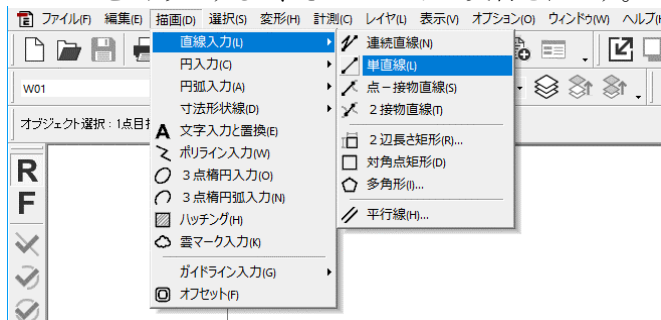 ファイル(F) 編集(E) 描画(D) 選択(S) 変形(H) 計測(C) レイヤ(L) 表示(V) オプション(O) ウィンドウ(W) ヘルプ
直線入力(L)
円入力(C)
円弧入力(A)
寸法形状線(D)
文字入力と置換(E)
ポリライン入力(W)
3点楕円入力(O)
3点楕円弧入力(N)
ハッチング(H)
雲マーク入力(K)
ガイドライン入力(G)
オフセット(F)
連続直線(N)
単直線(L)
点-接物直線(S)
2接物直線(T)
2辺長さ矩形(R)...
対角点矩形(D)
多角形(I)...
平行線(H)...
W01
オブジェクト選択:1点目
R
F